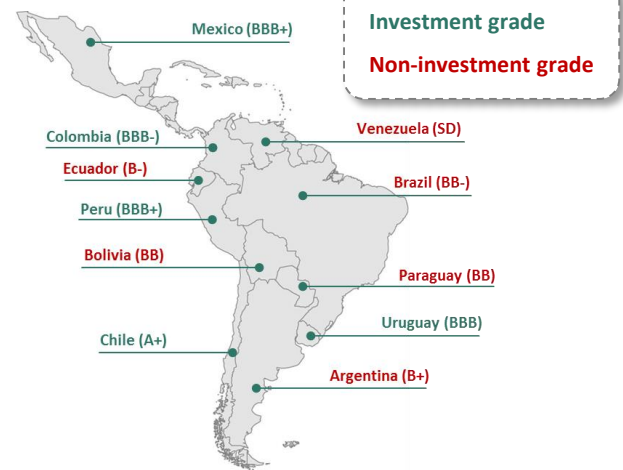 Investment grade
Non-investment grade
Mexico (BBB+)
Venezuela (SD)
Colombia (BBB-)
Ecuador (B-)
Brazil (BB-)
Peru (BBB+)
Bolivia (BB)
Paraguay (BB)
Uruguay (BBB)
Chile (A+)
Argentina (B+)